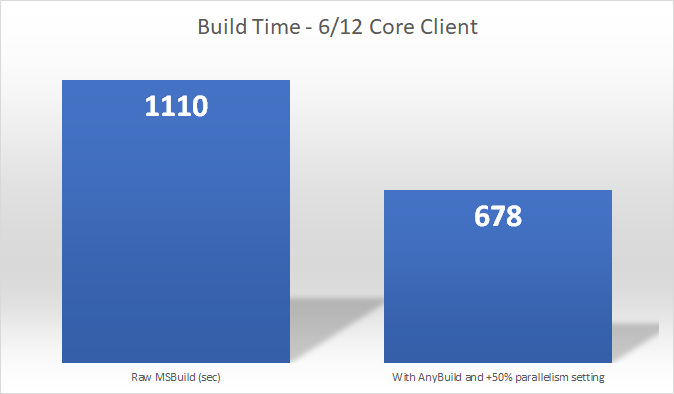 Build Time - 6/12 Core Client
1110
678
Raw MSBuild (sec)
With AnyBuild and +50% parallelism setting